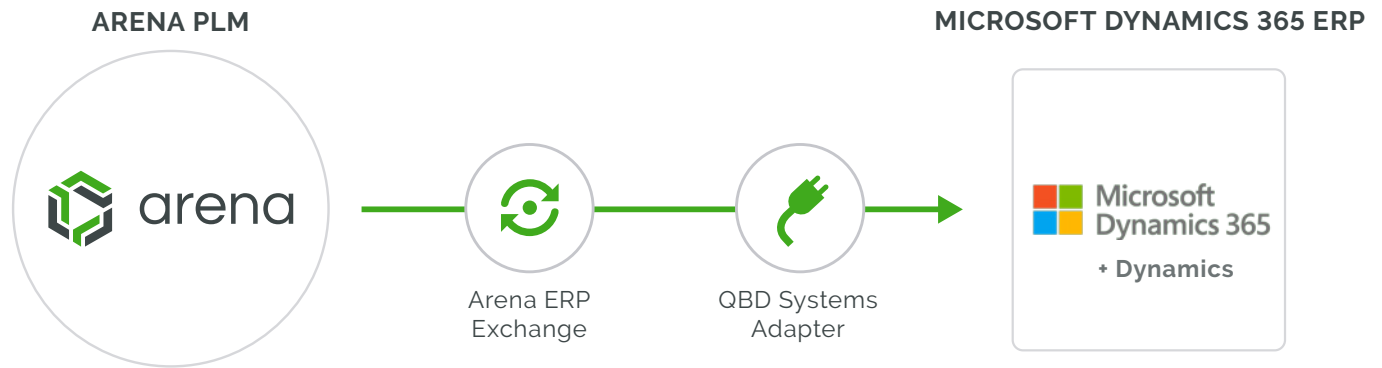 ARENA PLM
MICROSOFT DYNAMICS 365 ERP
arena
Arena ERP
Exchange
QBD Systems
Adapter
Microsoft
Dynamics 365
+ Dynamics